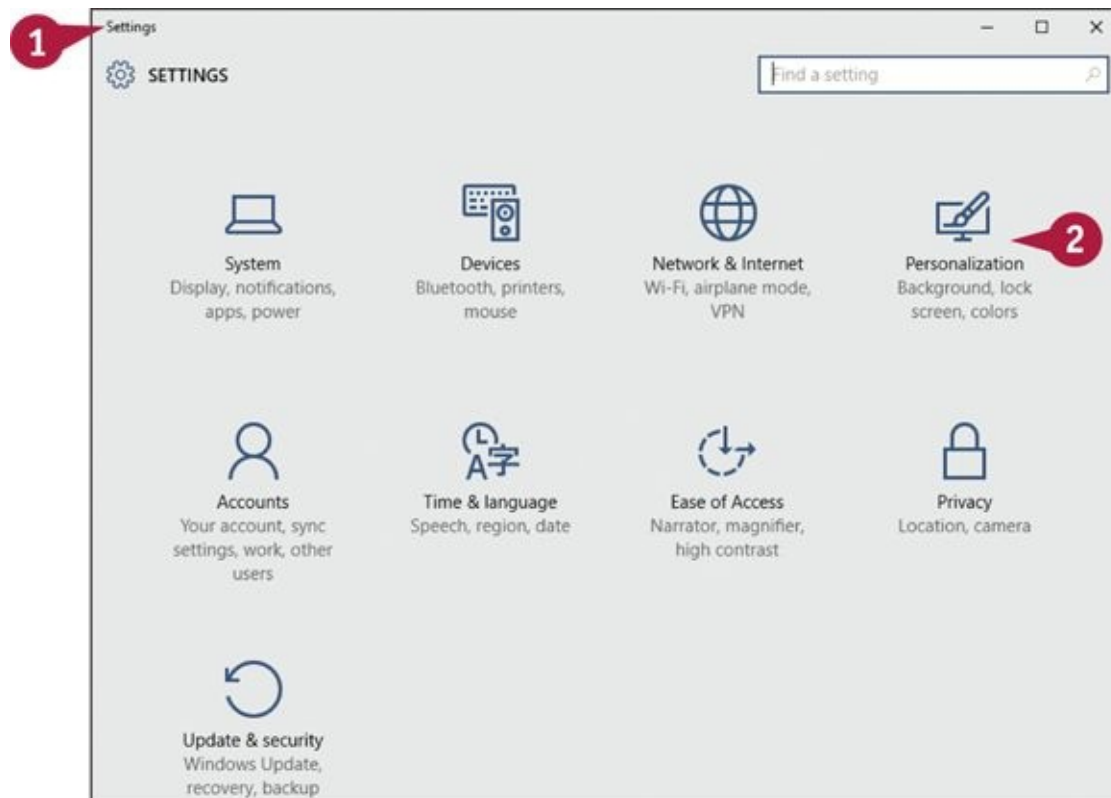 1
Settings
SETTINGS
Find a setting
2
System
Display, notifications,
apps, power
Devices
Bluetooth, printers,
mouse
Network & Internet
Wi-Fi, airplane mode,
VPN
Personalization
Background, lock
screen, colors
Accounts
Your account, sync
settings, work, other
users
A字
Time & language
Speech, region, date
Ease of Access
Narrator, magnifier,
high contrast
Privacy
Location, camera
Update & security
Windows Update,
recovery, backup